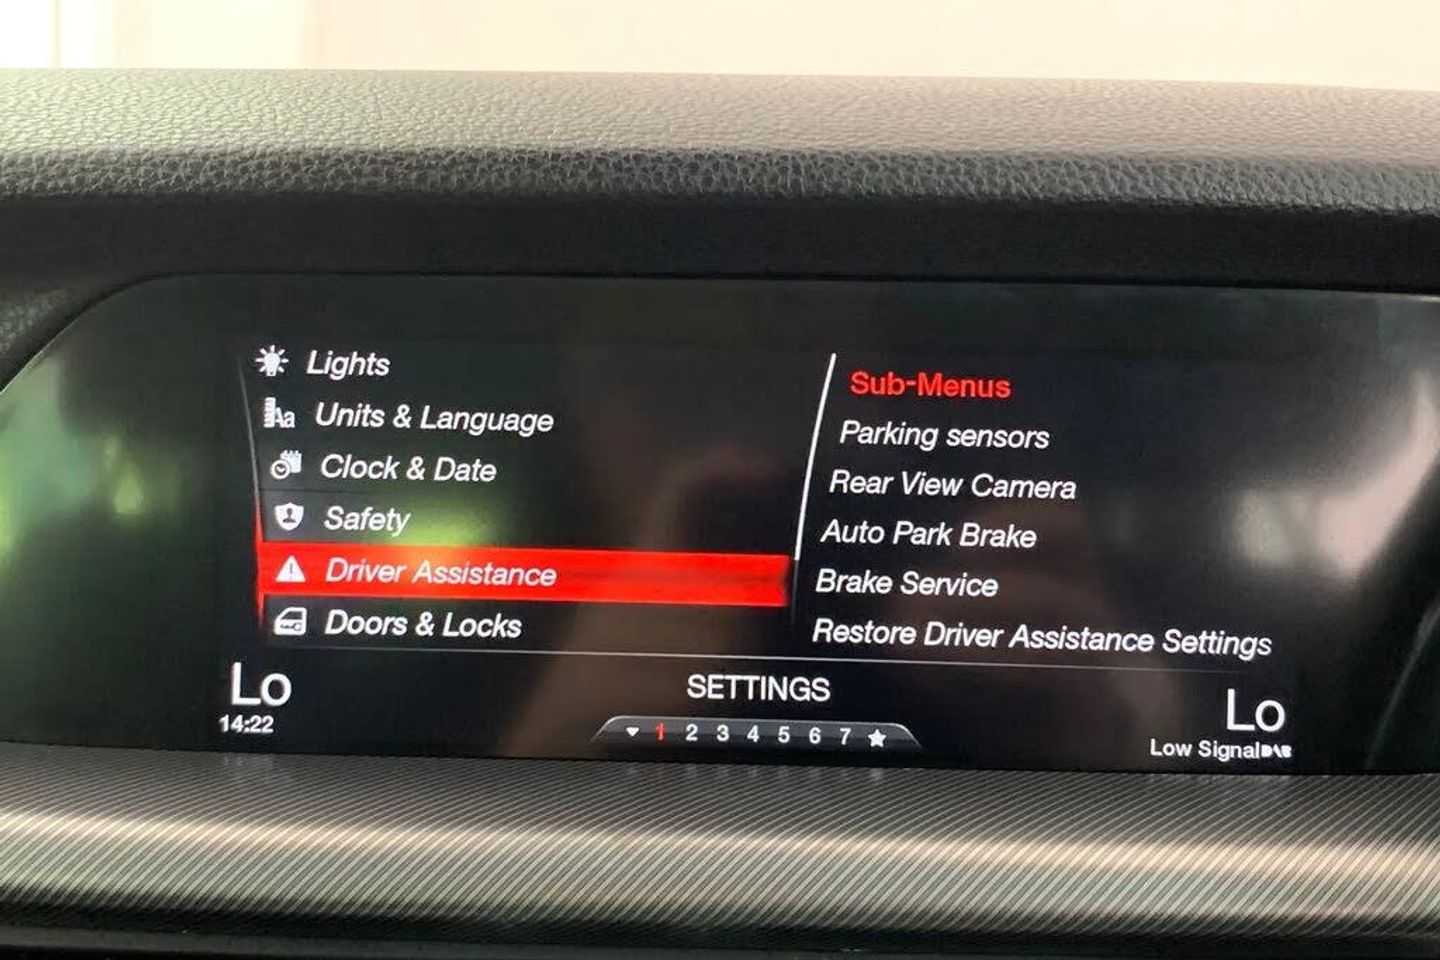 Lights
Units & Language
Clock & Date
Safety
Driver Assistance
Doors & Locks
Sub-Menus
Parking sensors
Rear View Camera
Auto Park Brake
Brake Service
Restore Driver Assistance Settings
Lo
14:22
SETTINGS
1 2 3 4 5 6 7
Lo
Low Signal DAB